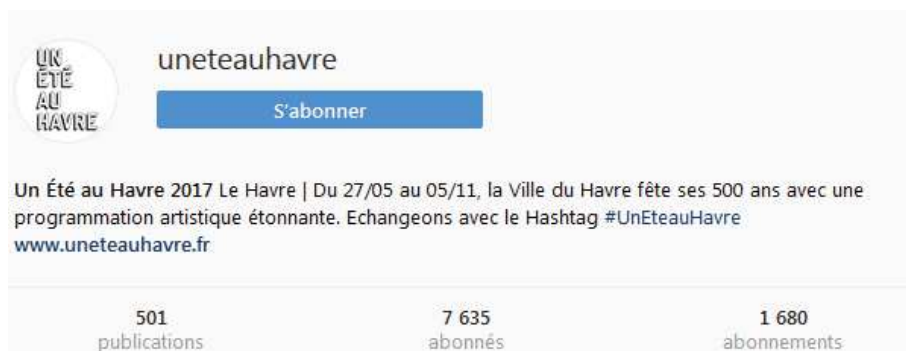 UN
ÉTÉ
AU
HAVRE
uneteauhavre
S'abonner
Un Été au Havre 2017 Le Havre | Du 27/05 au 05/11, la Ville du Havre fête ses 500 ans avec une
programmation artistique étonnante. Echangeons avec le Hashtag #UnEteauHavre
www.uneteauhavre.fr
501 7 635 1 680
publications abonnés abonnements